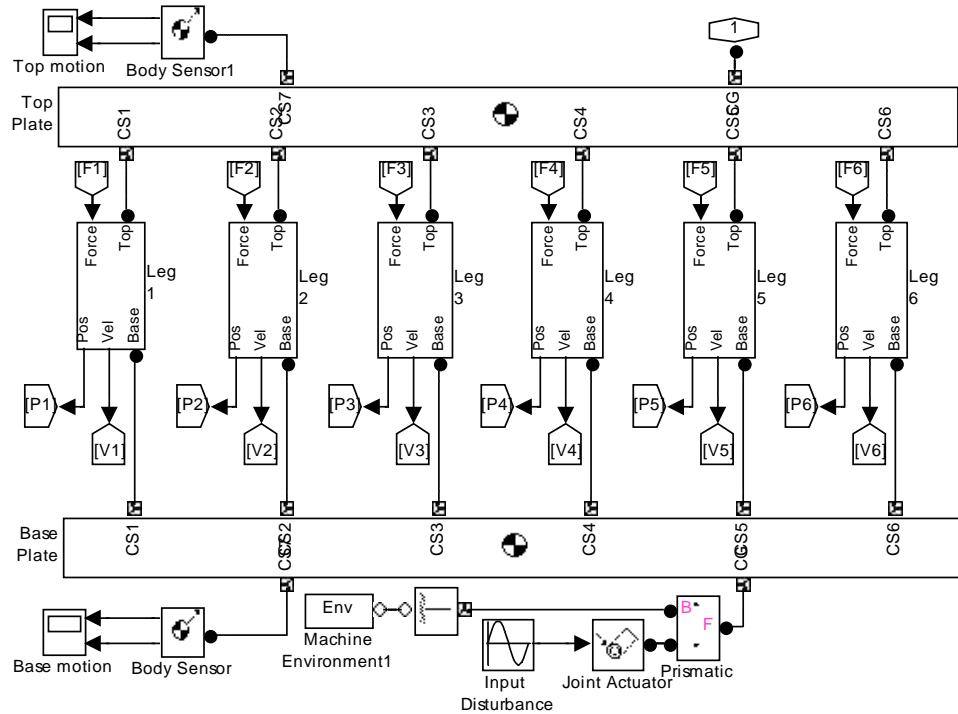 1
Top motion
Body Sensor1
Top
Plate
CS1
CS2
CS7
CS3
CS4
CS5
CG
CS6
[F1]
[F2]
[F3]
[F4]
[F5]
[F6]
Force
Top
Pos
Vel
Base
Leg
1
Force
Top
Pos
Vel
Base
Leg
2
Force
Top
Pos
Vel
Base
Leg
3
Force
Top
Pos
Vel
Base
Leg
4
Force
Top
Pos
Vel
Base
Leg
5
Force
Top
Pos
Vel
Base
Leg
6
[P1]
[P2]
[P3]
[P4]
[P5]
[P6]
[V1]
[V2]
[V3]
[V4]
[V5]
[V6]
Base
Plate
CS1
CS2
CS7
CS3
CS4
CS5
CG
CS6
Base motion
Body Sensor
Env
Machine
Environment1
Input
Disturbance
Joint Actuator
B
F
Prismatic